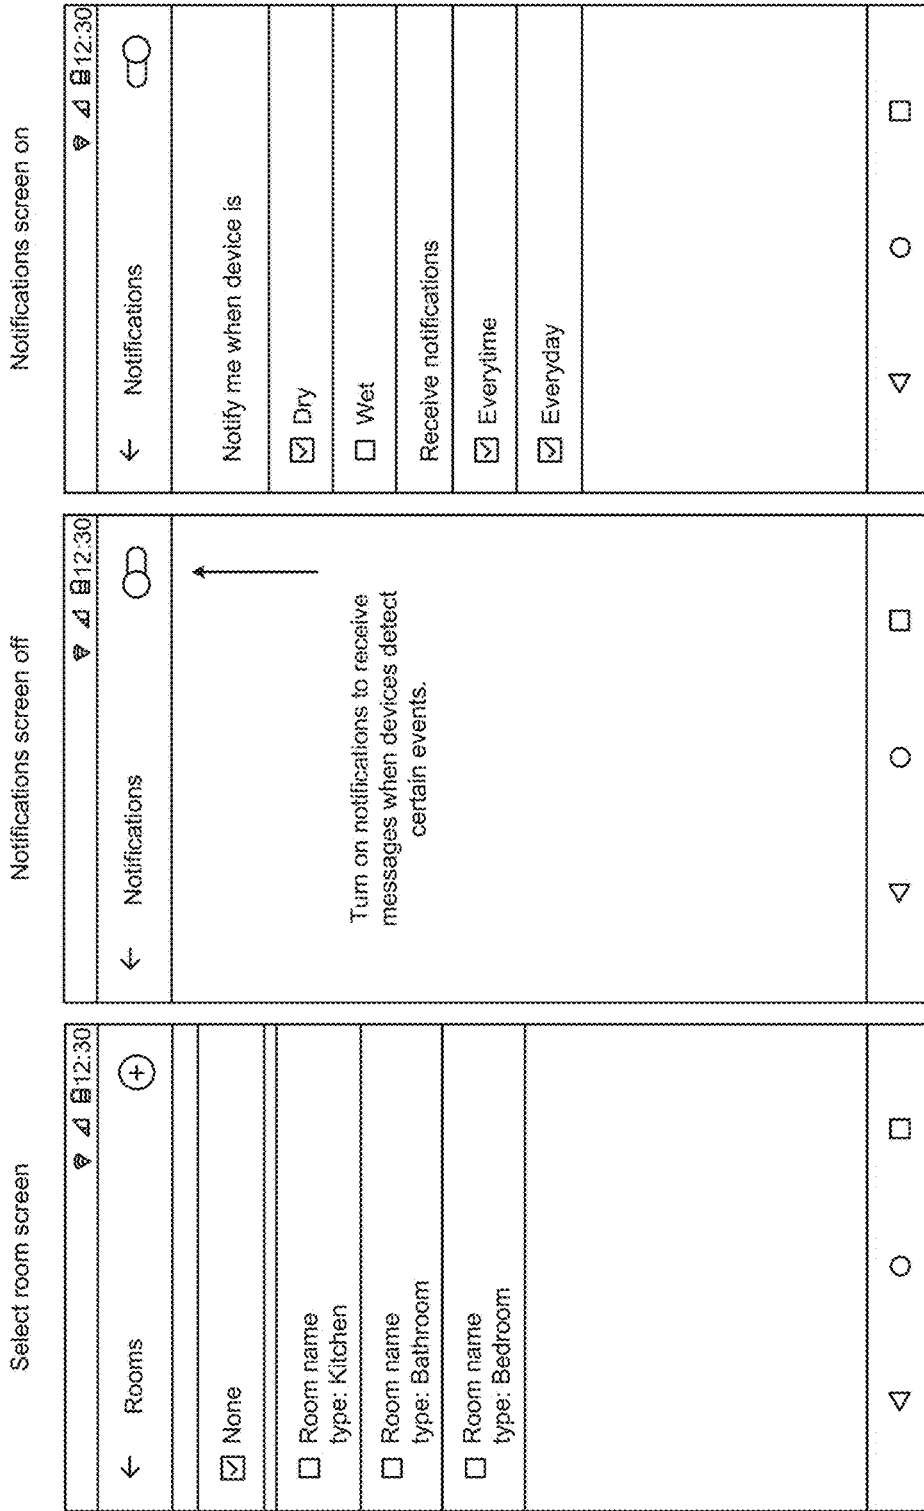 Select room screen
12:30
Rooms
None
Room name
type: Kitchen
Room name
type: Bathroom
Room name
type: Bedroom
Notifications screen off
12:30
Notifications
Turn on notifications to receive
messages when devices detect
certain events.
Notifications screen on
12:30
Notifications
Notify me when device is
Dry
Wet
Receive notifications
Everytime
Everyday